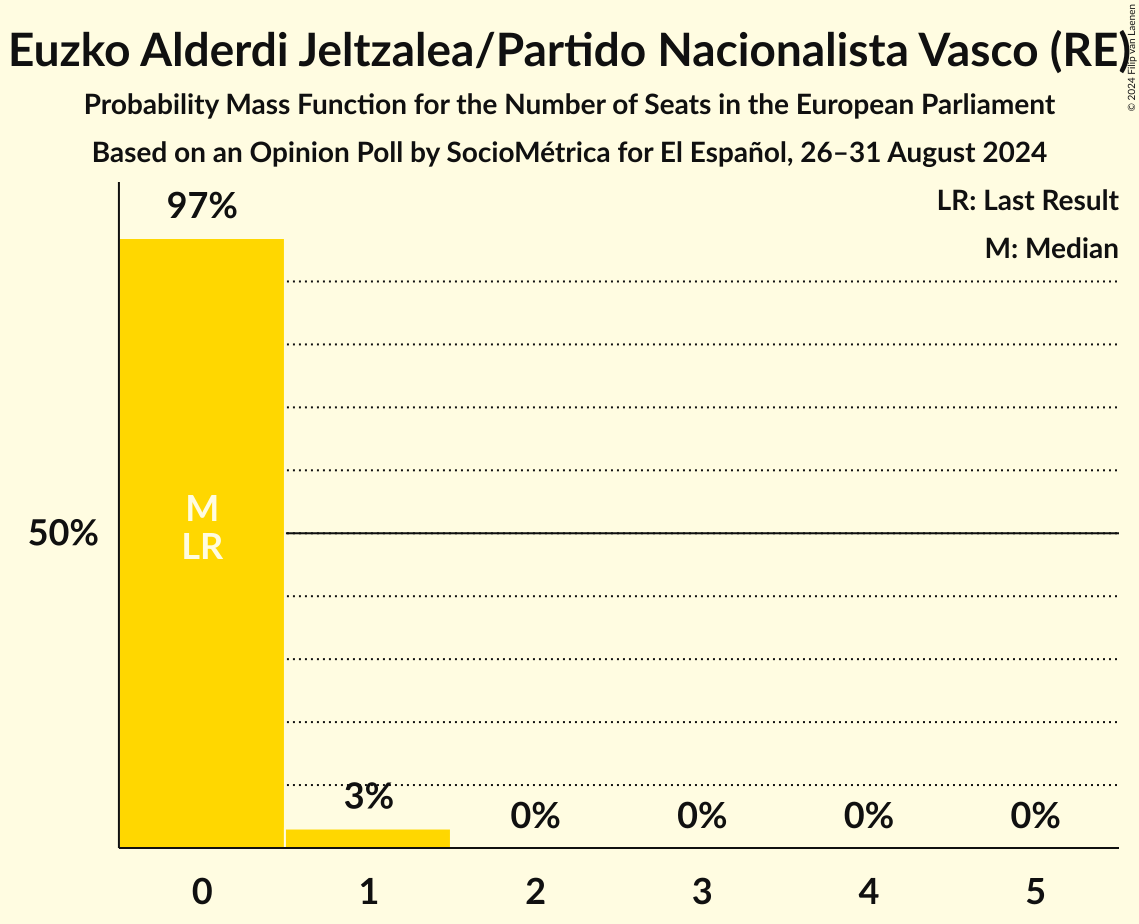 Euzko Alderdi Jeltzalea/Partido Nacionalista Vasco (RE)
© 2024 Filip van Laenen
Probability Mass Function for the Number of Seats in the European Parliament
Based on an Opinion Poll by SocioMétrica for El Español, 26–31 August 2024
LR: Last Result
M: Median
97%
M
LR
50%
3%
0%
0%
0%
0%
0
1
2
3
4
5